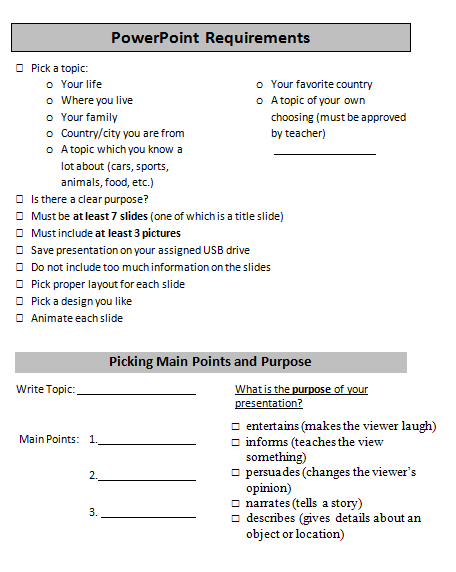 PowerPoint Requirements
□ Pick a topic:
o Your life
o Where you live
o Your family
o Country/city you are from
o A topic which you know a
lot about (cars, sports,
animals, food, etc.)
o Your favorite country
o A topic of your own
choosing (must be approved
by teacher)
____________________
□ Is there a clear purpose?
□ Must be at least 7 slides (one of which is a title slide)
□ Must include at least 3 pictures
□ Save presentation on your assigned USB drive
□ Do not include too much information on the slides
□ Pick proper layout for each slide
□ Pick a design you like
□ Animate each slide
Picking Main Points and Purpose
Write Topic: ____________________
Main Points: 1. ____________________
2. ____________________
3. ____________________
What is the purpose of your
presentation?
□ entertains (makes the viewer laugh)
□ informs (teaches the view
something)
□ persuades (changes the viewer's
opinion)
□ narrates (tells a story)
□ describes (gives details about an
object or location)